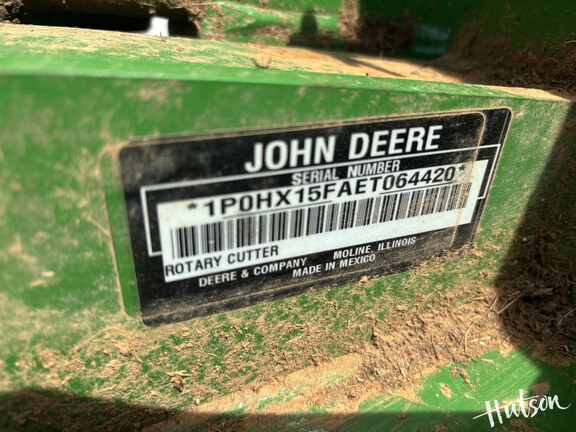 JOHN DEERE
SERIAL NUMBER
*1P0HX15FAET064420*
ROTARY CUTTER
DEERE & COMPANY MOLINE, ILLINOIS
MADE IN MEXICO
Hutson